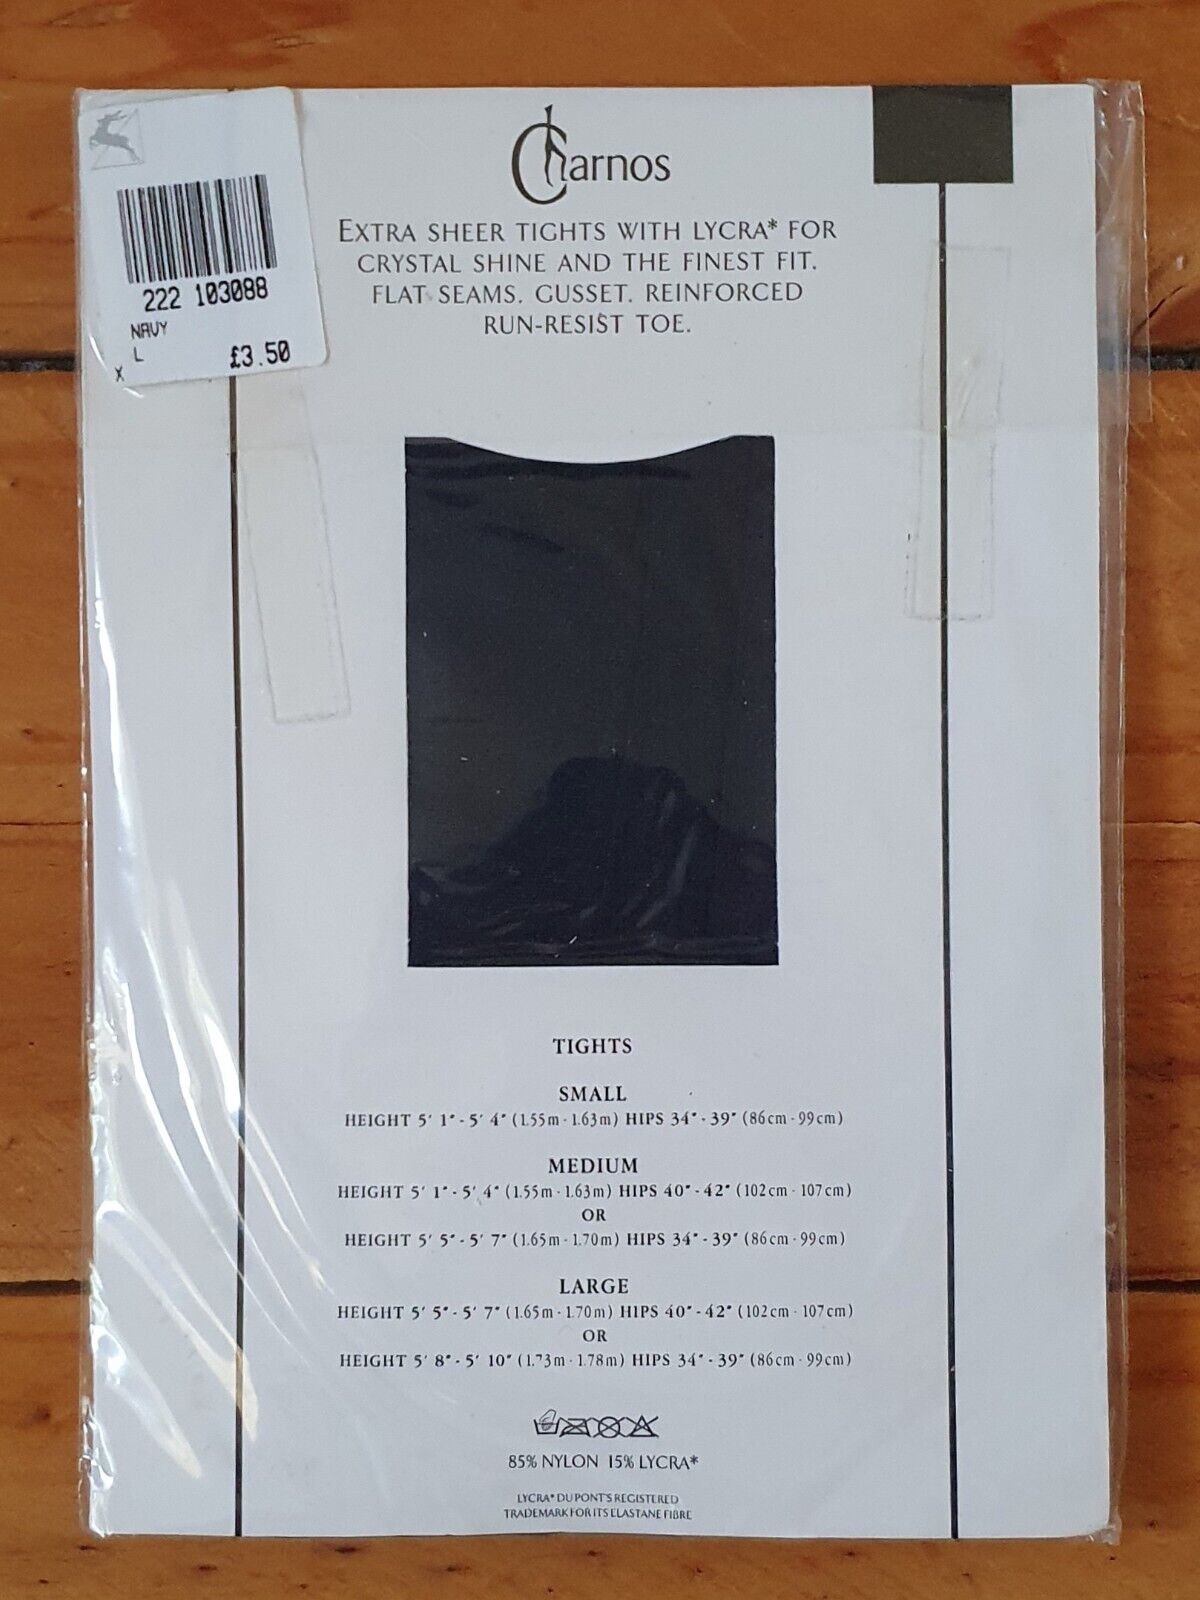 Charnos
EXTRA SHEER TIGHTS WITH LYCRA* FOR
CRYSTAL SHINE AND THE FINEST FIT.
FLAT SEAMS. GUSSET. REINFORCED
RUN-RESIST TOE.
222 103088
NAVY
L
X £3.50
TIGHTS
SMALL
HEIGHT 5' 1" - 5' 4" (1.55m - 1.63m) HIPS 34" - 39" (86cm - 99cm)
MEDIUM
HEIGHT 5' 1" - 5' 4" (1.55m - 1.63m) HIPS 40" - 42" (102cm - 107cm)
OR
HEIGHT 5' 5" - 5' 7" (1.65m - 1.70m) HIPS 34" - 39" (86cm - 99cm)
LARGE
HEIGHT 5' 5" - 5' 7" (1.65m - 1.70m) HIPS 40" - 42" (102cm - 107cm)
OR
HEIGHT 5' 8" - 5' 10" (1.73m - 1.78m) HIPS 34" - 39" (86cm - 99cm)
85% NYLON 15% LYCRA*
LYCRA* DU PONT'S REGISTERED
TRADEMARK FOR ITS ELASTANE FIBRE